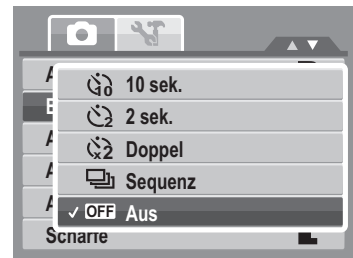 10 sek.
2 sek.
Doppel
Sequenz
OFF Aus
Schärfe